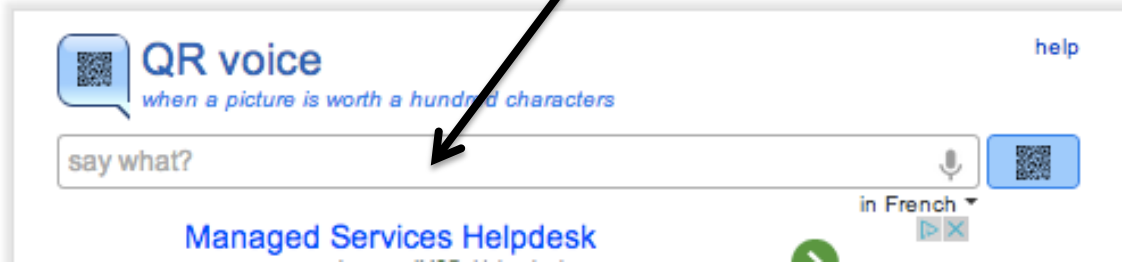 QR voice
help
when a picture is worth a hundred characters
say what?
in French
Managed Services Helpdesk